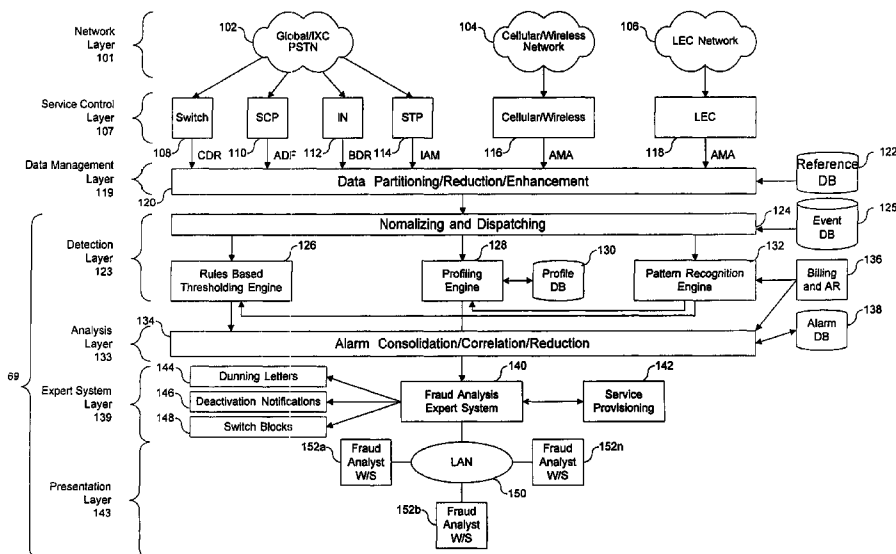 Network
Layer
101
102
Global/IXC
PSTN
104
Cellular/Wireless
Network
106
LEC Network
Service Control
Layer
107
Switch
SCP
IN
STP
Cellular/Wireless
LEC
108
CDR
110
ADF
112
BDR
114
IAM
116
AMA
118
AMA
Data Management
Layer
119
120
Data Partitioning/Reduction/Enhancement
Reference
DB
122
69
Nomalizing and Dispatching
124
Event
DB
125
Detection
Layer
123
126
Rules Based
Thresholding Engine
128
Profiling
Engine
130
Profile
DB
132
Pattern Recognition
Engine
136
Billing
and AR
Analysis
Layer
133
134
Alarm Consolidation/Correlation/Reduction
138
Alarm
DB
Expert System
Layer
139
144
Dunning Letters
146
Deactivation Notifications
148
Switch Blocks
140
Fraud Analysis
Expert System
142
Service
Provisioning
Presentation
Layer
143
152a
Fraud
Analyst
W/S
LAN
150
152n
Fraud
Analyst
W/S
152b
Fraud
Analyst
W/S